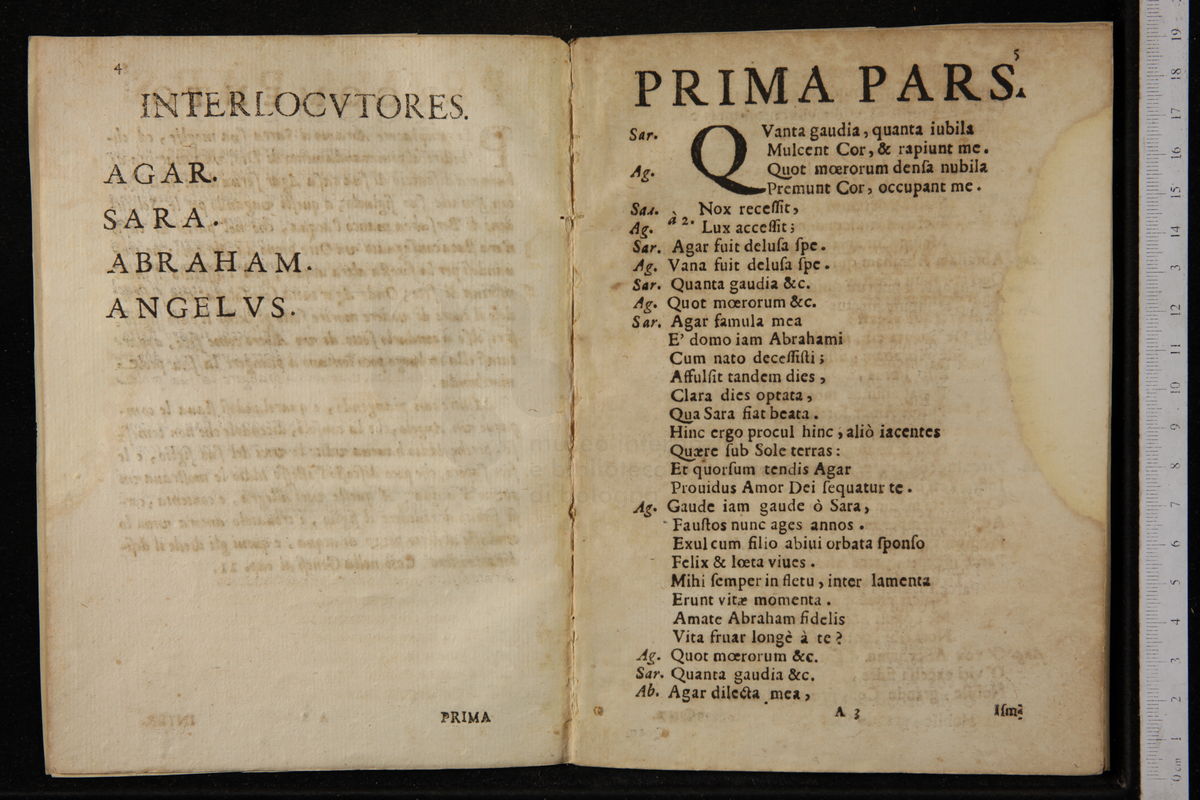 4
INTERLOCVTORES.
AGAR.
SARA.
ABRAHAM.
ANGELVS.
PRIMA
5
PRIMA PARS.
Sar. QVanta gaudia, quanta iubila
Mulcent Cor, & rapiunt me.
Ag. Quot mœrorum denſa nubila
Premunt Cor, occupant me.
Sar. à 2. Nox receſſit,
Ag. Lux acceſſit;
Sar. Agar fuit deluſa ſpe.
Ag. Vana fuit deluſa ſpe.
Sar. Quanta gaudia &c.
Ag. Quot mœrorum &c.
Sar. Agar famula mea
E' domo iam Abrahami
Cum nato deceſſiſti;
Affulſit tandem dies,
Clara dies optata,
Qua Sara fiat beata.
Hinc ergo procul hinc, aliò iacentes
Quære ſub Sole terras:
Et quorſum tendis Agar
Prouidus Amor Dei ſequatur te.
Ag. Gaude iam gaude ò Sara,
Fauſtos nunc ages annos.
Exul cum filio abiui orbata ſponſo
Felix & lœta viues.
Mihi ſemper in fletu, inter lamenta
Erunt vitæ momenta.
Amate Abraham fidelis
Vita fruar longè à te?
Ag. Quot mœrorum &c.
Sar. Quanta gaudia &c.
Ab. Agar dilecta mea,
A 3
Iſma